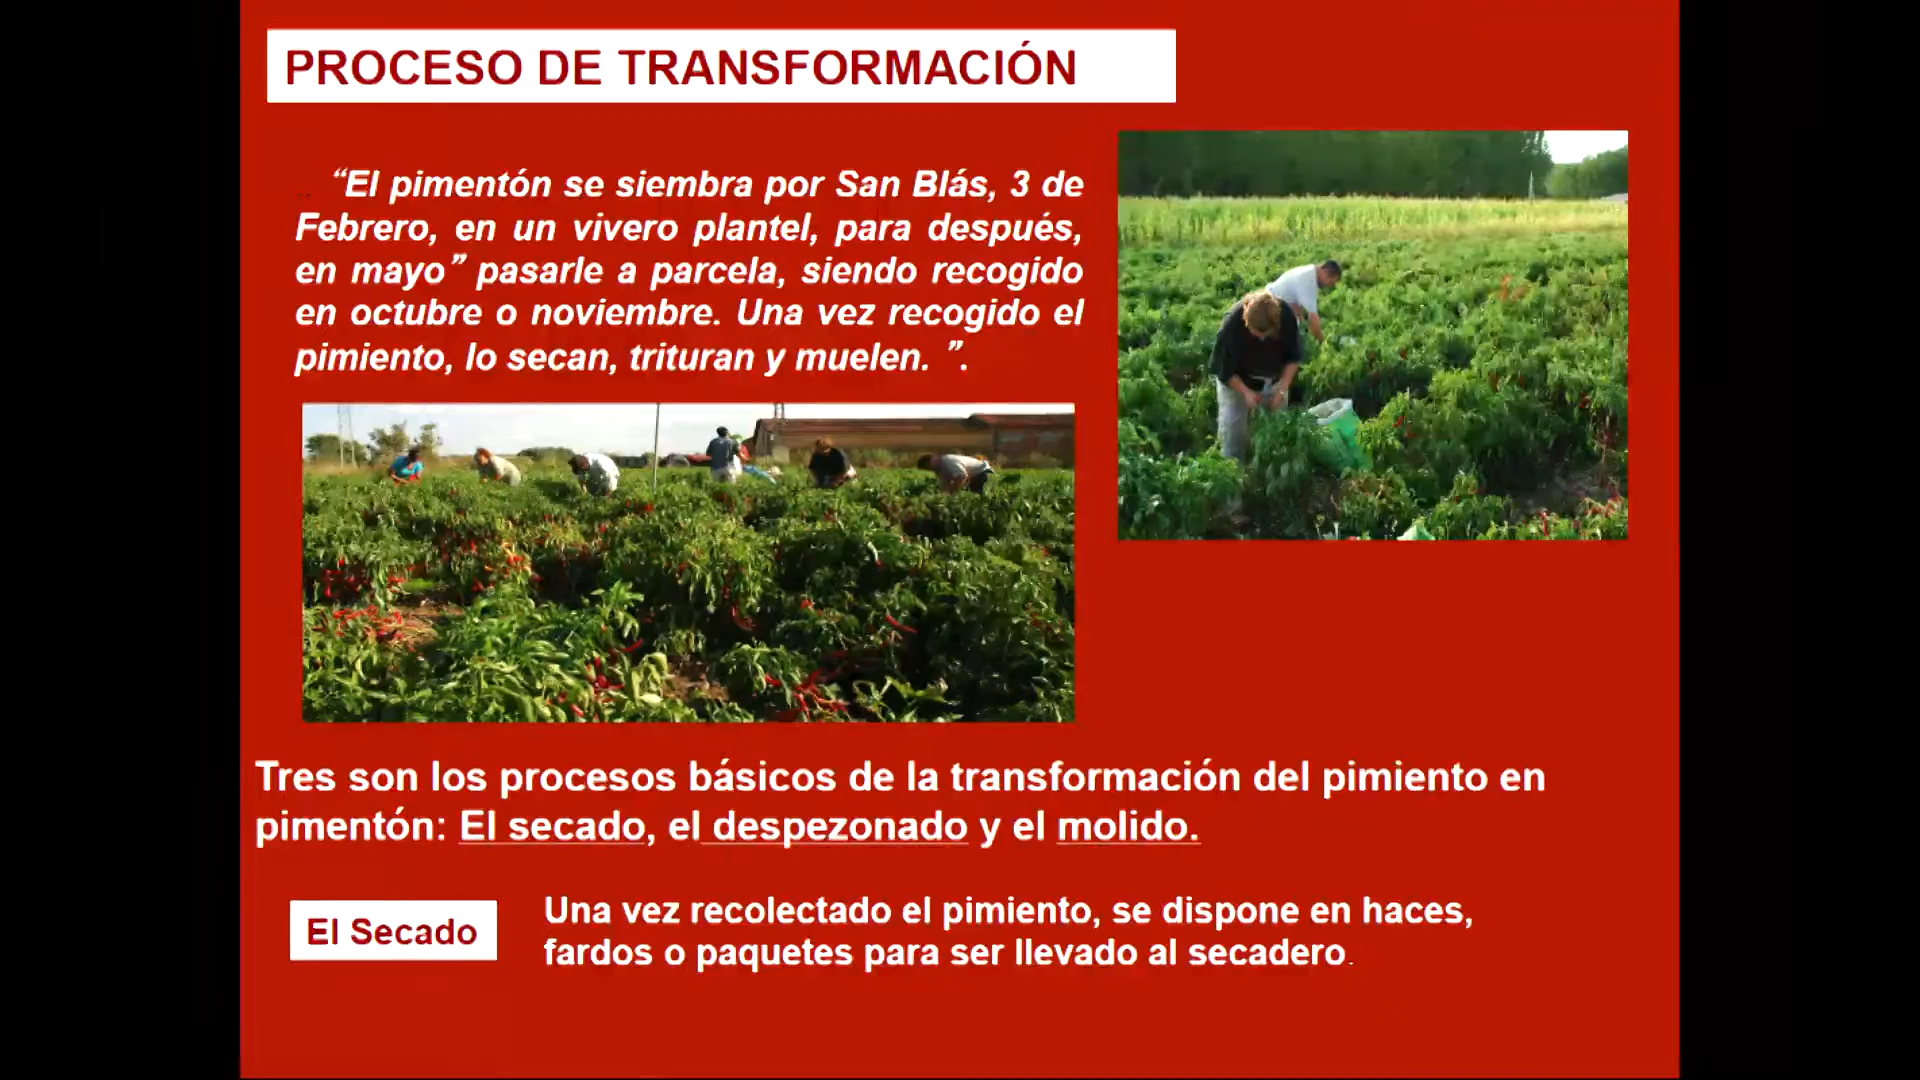 PROCESO DE TRANSFORMACIÓN
“El pimentón se siembra por San Blás, 3 de
Febrero, en un vivero plantel, para después,
en mayo” pasarle a parcela, siendo recogido
en octubre o noviembre. Una vez recogido el
pimiento, lo secan, trituran y muelen. ”.
Tres son los procesos básicos de la transformación del pimiento en
pimentón: El secado, el despezonado y el molido.
El Secado
Una vez recolectado el pimiento, se dispone en haces,
fardos o paquetes para ser llevado al secadero.